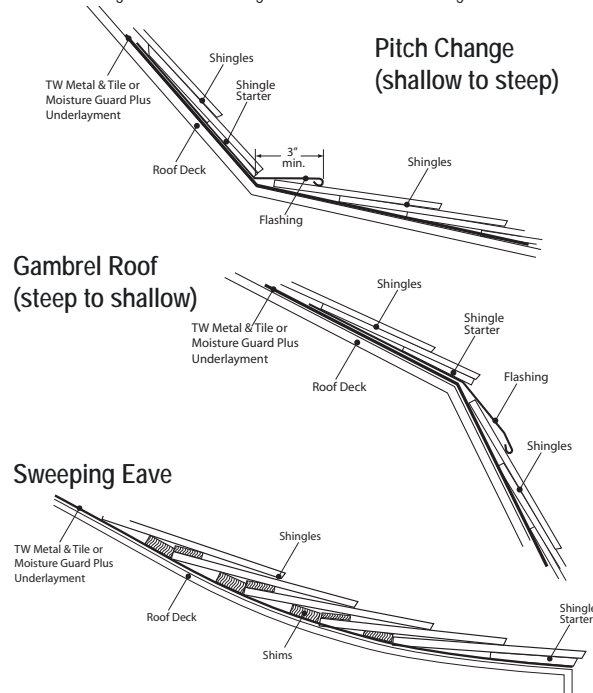 Pitch Change
(shallow to steep)
Shingles
TW Metal & Tile or
Moisture Guard Plus
Underlayment
Shingle
Starter
3"
min.
Roof Deck
Shingles
Flashing
Gambrel Roof
(steep to shallow)
Shingles
TW Metal & Tile or
Moisture Guard Plus
Underlayment
Shingle
Starter
Roof Deck
Flashing
Shingles
Sweeping Eave
TW Metal & Tile or
Moisture Guard Plus
Underlayment
Shingles
Roof Deck
Shims
Shingle
Starter